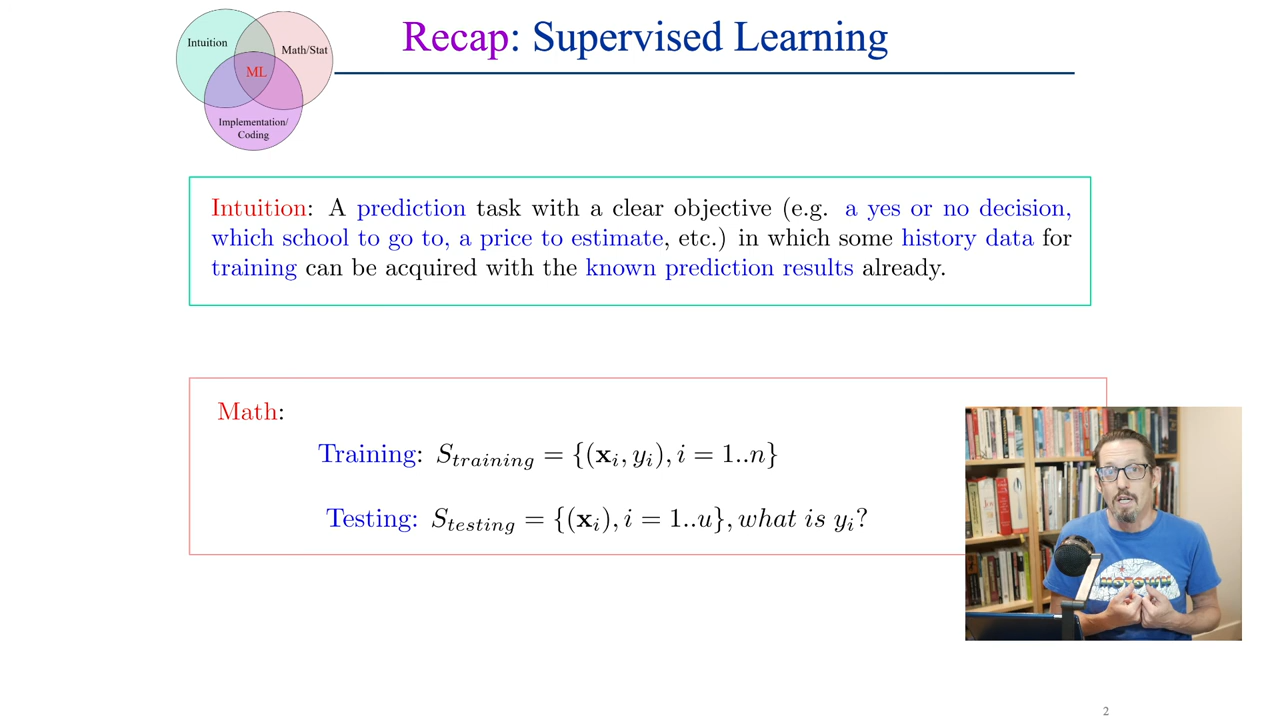 Recap: Supervised Learning
Intuition
Math/Stat
ML
Implementation/
Coding
Intuition: A prediction task with a clear objective (e.g. a yes or no decision,
which school to go to, a price to estimate, etc.) in which some history data for
training can be acquired with the known prediction results already.
Math:
Training: S_training = {(x_i, y_i), i = 1..n}
Testing: S_testing = {(x_i), i = 1..u}, what is y_i?
MOTOWN
2